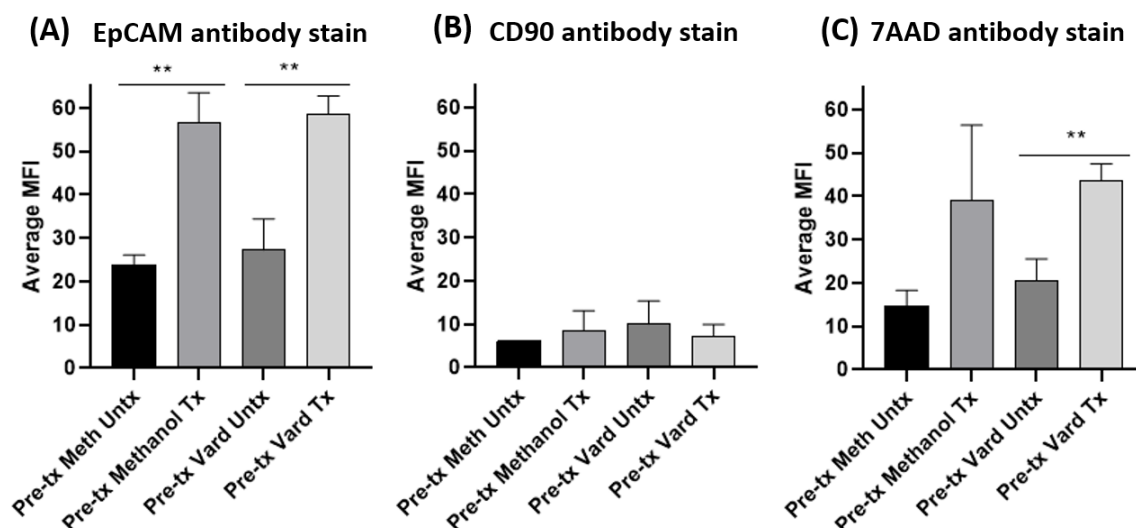 (A) EpCAM antibody stain
**
**
Average MFI
60
50
40
30
20
10
0
Pre-tx Meth Untx
Pre-tx Methanol Tx
Pre-tx Vard Untx
Pre-tx Vard Tx
(B) CD90 antibody stain
Average MFI
60
50
40
30
20
10
0
Pre-tx Meth Untx
Pre-tx Methanol Tx
Pre-tx Vard Untx
Pre-tx Vard Tx
(C) 7AAD antibody stain
**
Average MFI
60
50
40
30
20
10
0
Pre-tx Meth Untx
Pre-tx Methanol Tx
Pre-tx Vard Untx
Pre-tx Vard Tx